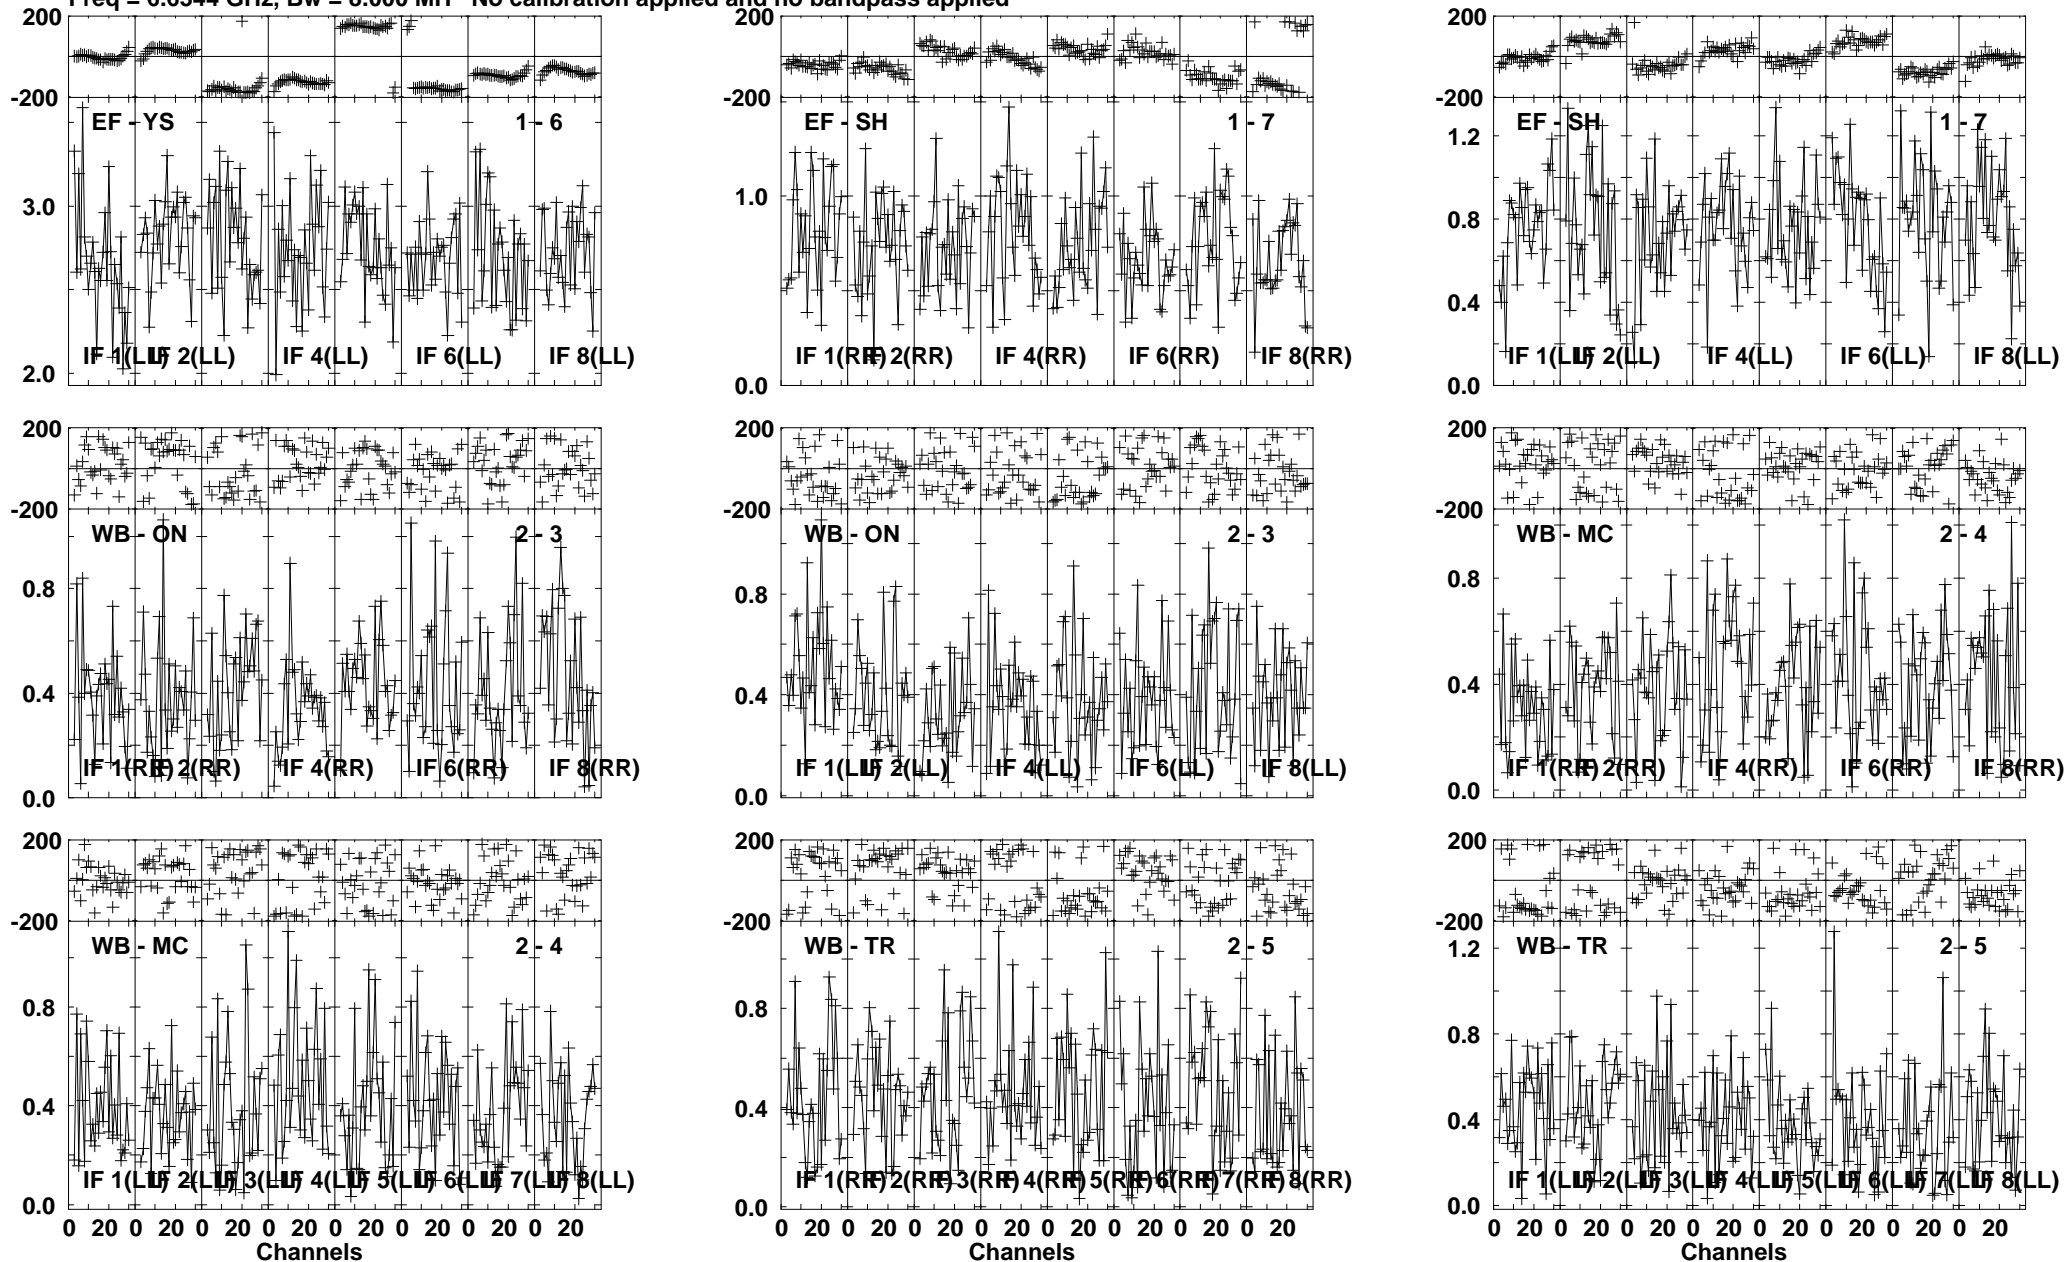 Freq = 6.6544 GHz, Bw = 8.000 MH No calibration applied and no bandpass applied
200 200 200
-200 -200 -200
EF - YS 1 - 6 EF - SH 1 - 7 EF - SH 1 - 7
1.2
3.0 1.0
0.8
0.4
IF 1(LL) IF 2(LL) IF 4(LL) IF 6(LL) IF 8(LL) IF 1(RR) IF 2(RR) IF 4(RR) IF 6(RR) IF 8(RR) IF 1(LL) IF 2(LL) IF 4(LL) IF 6(LL) IF 8(LL)
2.0 0.0 0.0
200 200 200
-200 -200 -200
WB - ON 2 - 3 WB - ON 2 - 3 WB - MC 2 - 4
0.8 0.8 0.8
0.4 0.4 0.4
IF 1(RR) IF 2(RR) IF 4(RR) IF 6(RR) IF 8(RR) IF 1(LL) IF 2(LL) IF 4(LL) IF 6(LL) IF 8(LL) IF 1(RR) IF 2(RR) IF 4(RR) IF 6(RR) IF 8(RR)
0.0 0.0 0.0
200 200 200
-200 -200 -200
WB - MC 2 - 4 WB - TR 2 - 5 WB - TR 2 - 5
1.2
0.8 0.8 0.8
0.4 0.4 0.4
IF 1(LL) IF 2(LL) IF 3(LL) IF 4(LL) IF 5(LL) IF 6(LL) IF 7(LL) IF 8(LL) IF 1(RR) IF 2(RR) IF 3(RR) IF 4(RR) IF 5(RR) IF 6(RR) IF 7(RR) IF 8(RR) IF 1(LL) IF 2(LL) IF 3(LL) IF 4(LL) IF 5(LL) IF 6(LL) IF 7(LL) IF 8(LL)
0.0 0.0 0.0
0 20 0 20 0 20 0 20 0 20 0 20 0 20 0 20 0 20 0 20 0 20 0 20 0 20 0 20 0 20 0 20 0 20 0 20 0 20 0 20 0 20 0 20 0 20 0 20
Channels Channels Channels